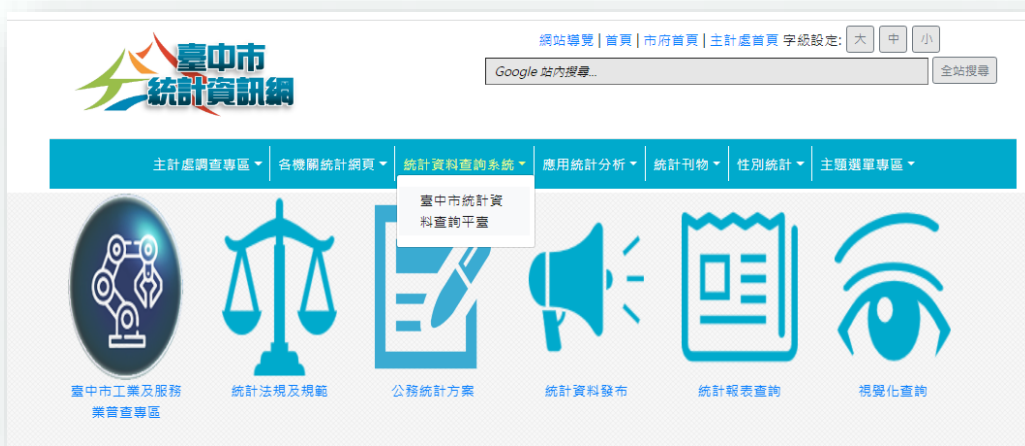 臺中市
統計資訊網
網站導覽 | 首頁 | 市府首頁 | 主計處首頁 字級設定: 大 中 小
Google 站內搜尋... 全站搜尋
主計處調查專區 各機關統計網頁 統計資料查詢系統 應用統計分析 統計刊物 性別統計 主題選單專區
臺中市統計資
料查詢平臺
臺中市工業及服務
業普查專區
統計法規及規範
公務統計方案
統計資料發布
統計報表查詢
視覺化查詢